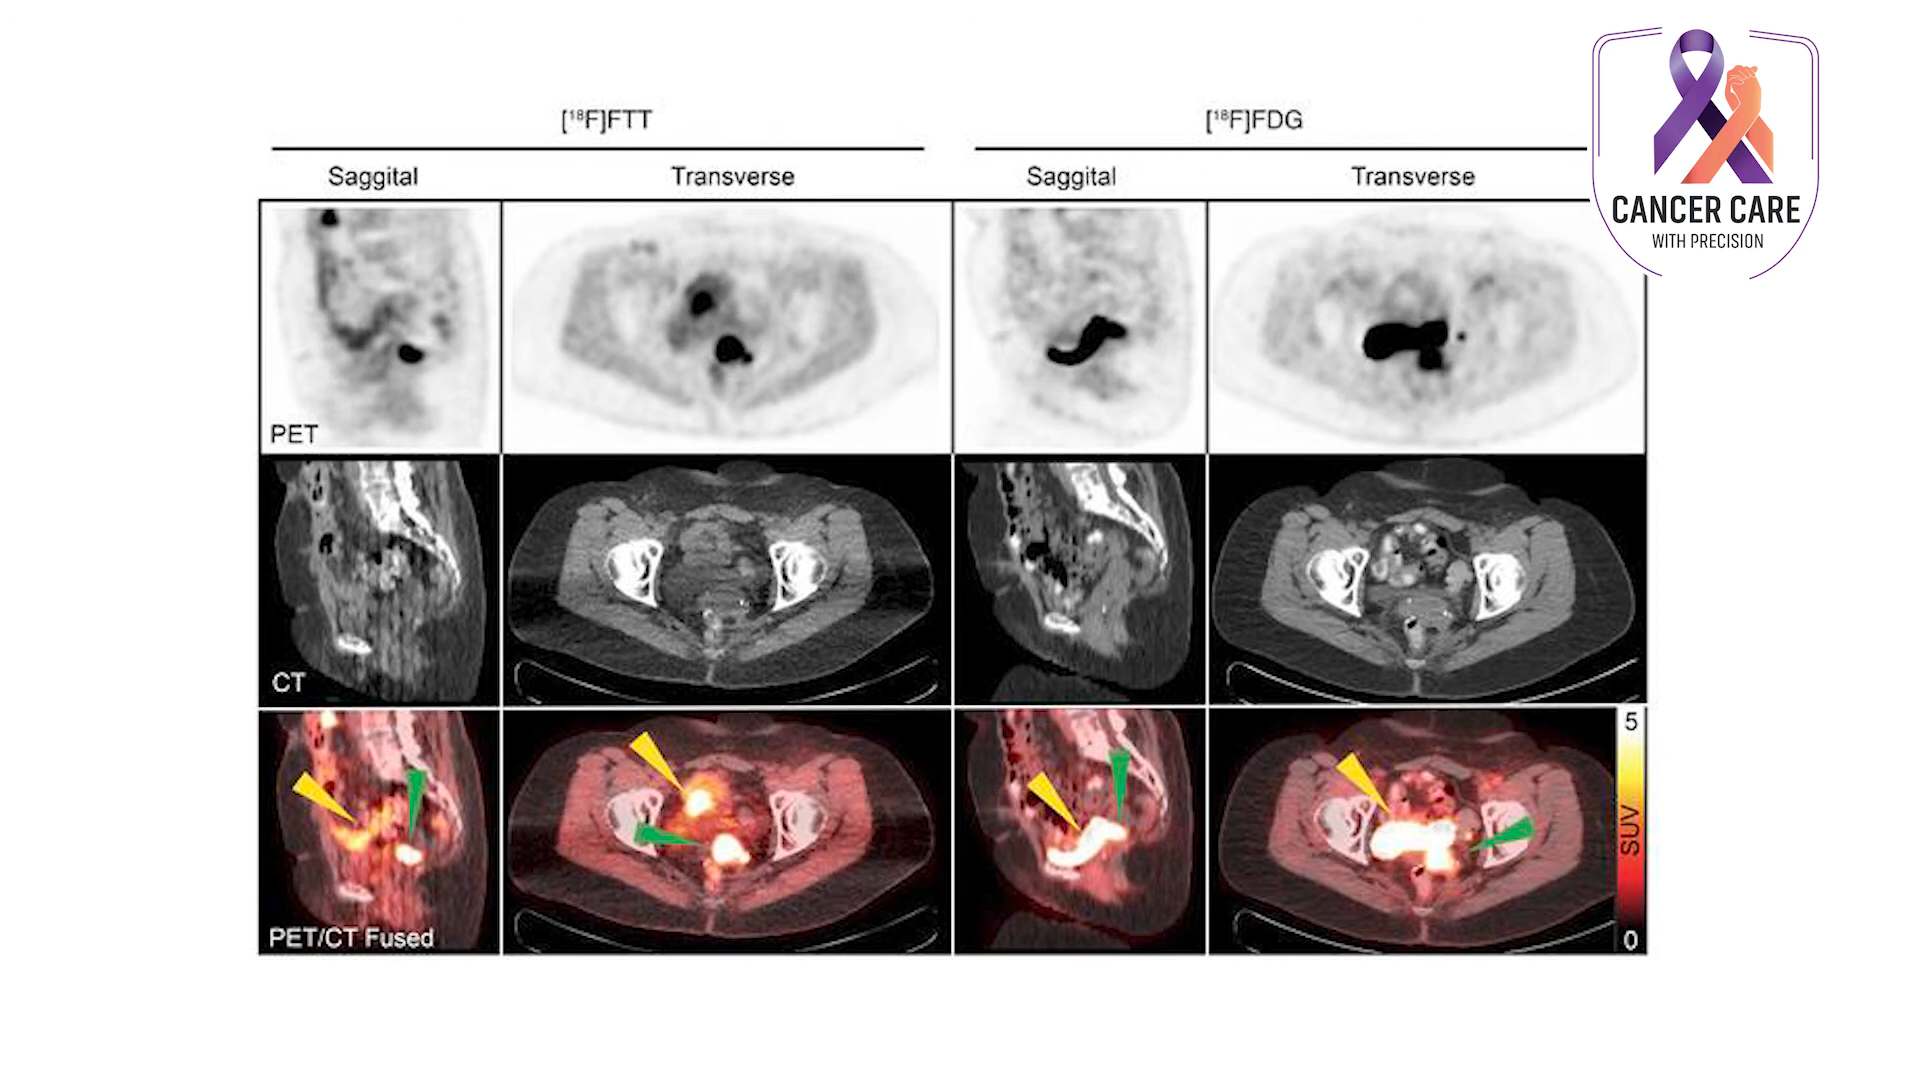 [¹⁸F]FTT
[¹⁸F]FDG
Saggital
Transverse
Saggital
Transverse
CANCER CARE
WITH PRECISION
PET
CT
PET/CT Fused
5
SUV
0